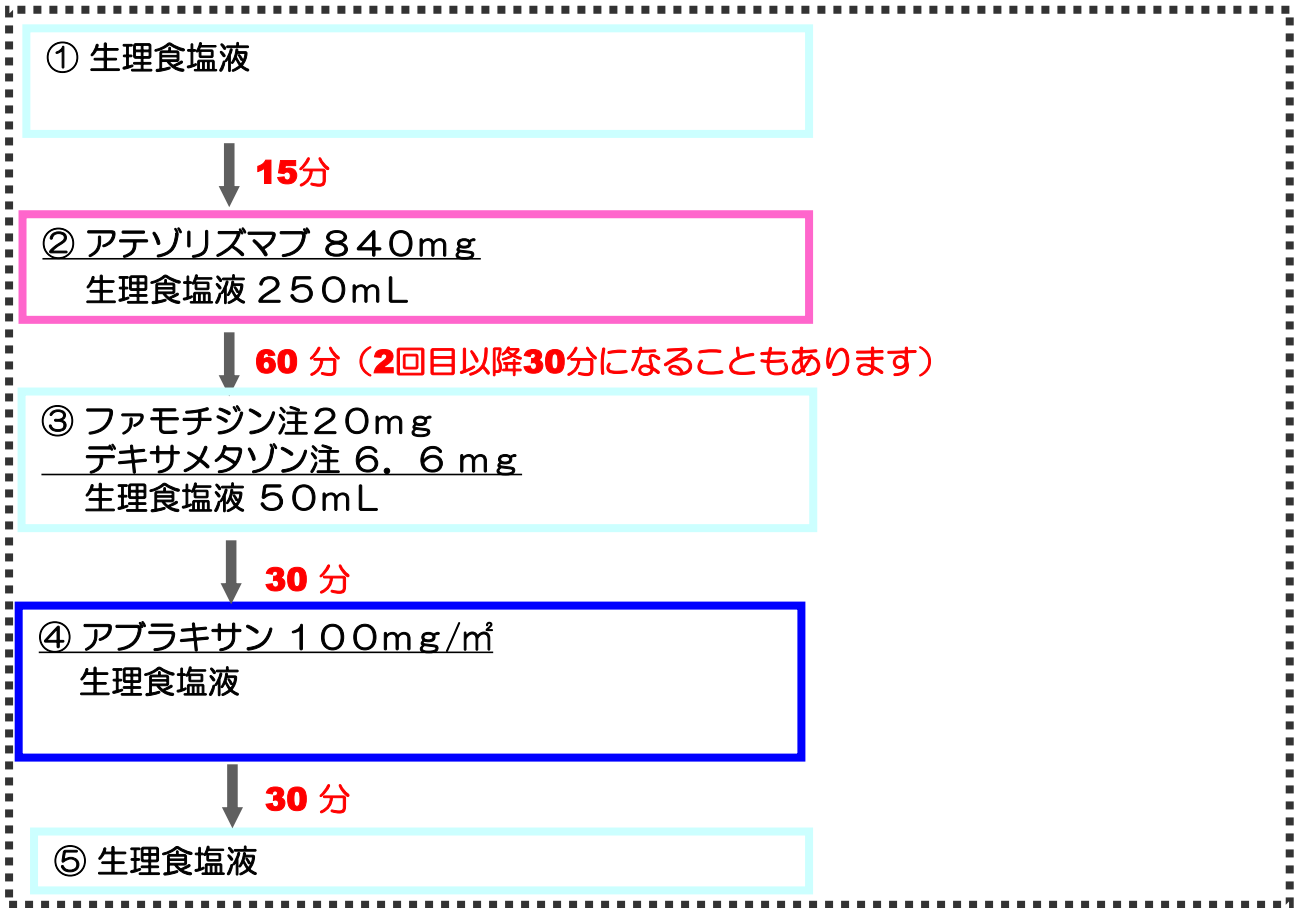 ① 生理食塩液
15分
② アテゾリズマブ ８４０ｍｇ
生理食塩液 ２５０ｍＬ
60 分（2回目以降30分になることもあります）
③ ファモチジン注２０ｍｇ
デキサメタゾン注 ６．６ｍｇ
生理食塩液 ５０ｍＬ
30 分
④ アブラキサン １００ｍｇ/㎡
生理食塩液
30 分
⑤ 生理食塩液